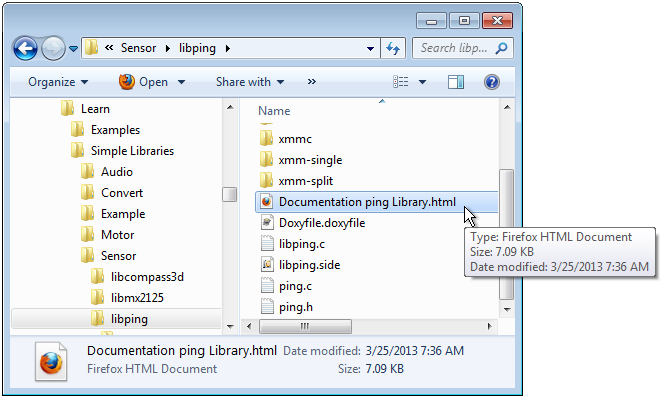 « Sensor libping
Search libp...
Organize Open Share with »
Learn
Examples
Simple Libraries
Audio
Convert
Example
Motor
Sensor
libcompass3d
libmx2125
libping
Name
xmmc
xmm-single
xmm-split
Documentation ping Library.html
Doxyfile.doxyfile
libping.c
libping.side
ping.c
ping.h
Type: Firefox HTML Document
Size: 7.09 KB
Date modified: 3/25/2013 7:36 AM
Documentation ping Library.html Date modified: 3/25/2013 7:36 AM
Firefox HTML Document Size: 7.09 KB